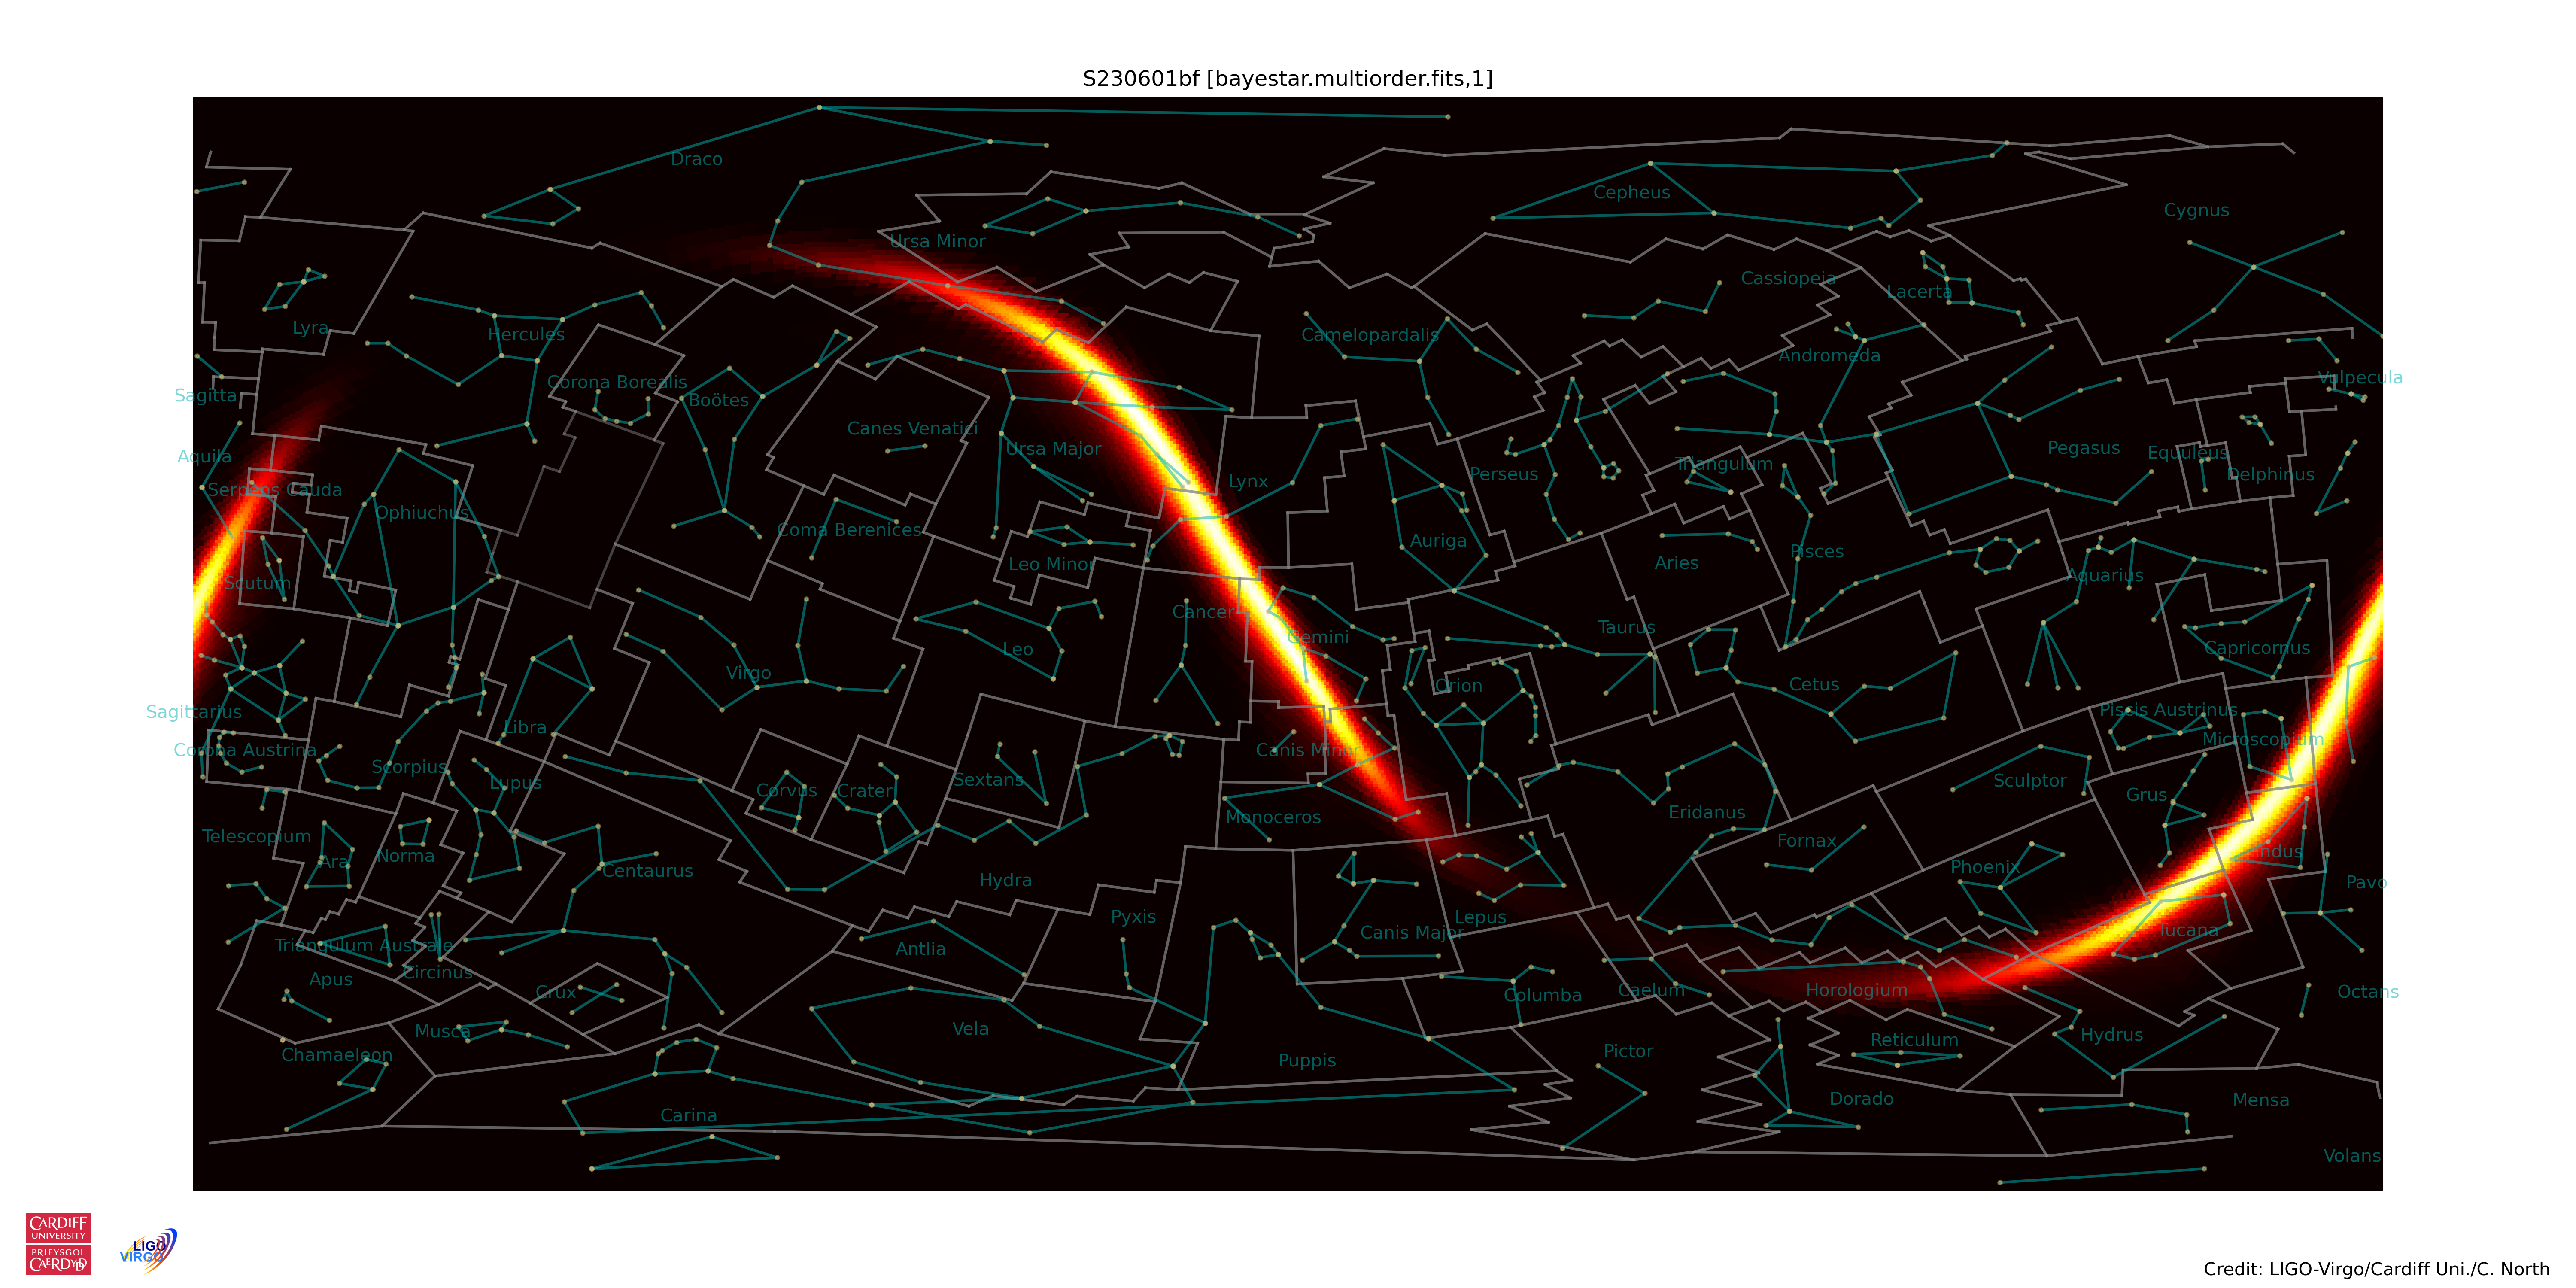 S230601bf [bayestar.multiorder.fits,1]
Draco
Cepheus
Cygnus
Ursa Minor
Cassiopeia
Lacerta
Lyra
Hercules
Camelopardalis
Andromeda
Corona Borealis
Vulpecula
Sagitta
Boötes
Canes Venatici
Ursa Major
Pegasus
Equuleus
Aquila
Triangulum
Perseus
Delphinus
Lynx
Serpens Cauda
Ophiuchus
Coma Berenices
Auriga
Pisces
Leo Minor
Aries
Aquarius
Scutum
Cancer
Gemini
Taurus
Leo
Capricornus
Virgo
Orion
Cetus
Sagittarius
Libra
Piscis Austrinus
Microscopium
Corona Austrina
Canis Minor
Scorpius
Lupus
Sextans
Sculptor
Corvus
Crater
Grus
Monoceros
Eridanus
Telescopium
Fornax
Ara
Norma
Indus
Centaurus
Phoenix
Hydra
Pavo
Pyxis
Lepus
Canis Major
Tucana
Triangulum Australe
Antlia
Circinus
Apus
Crux
Columba
Caelum
Horologium
Octans
Musca
Vela
Hydrus
Reticulum
Chamaeleon
Puppis
Pictor
Dorado
Mensa
Carina
Volans
CARDIFF
UNIVERSITY
PRIFYSGOL
CAERDYDD
LIGO
VIRGO
Credit: LIGO-Virgo/Cardiff Uni./C. North